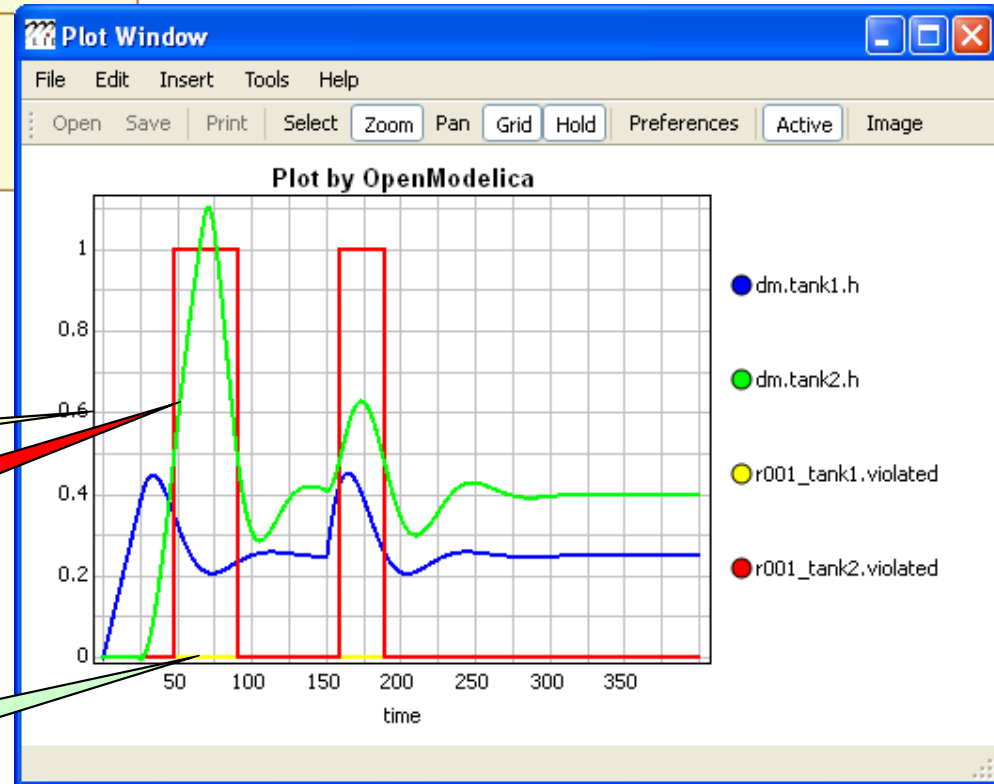 Plot Window
File Edit Insert Tools Help
Open Save Print Select Zoom Pan Grid Hold Preferences Active Image
Plot by OpenModelica
1
0.8
0.6
0.4
0.2
0
50 100 150 200 250 300 350
time
dm.tank1.h
dm.tank2.h
r001_tank1.violated
r001_tank2.violated